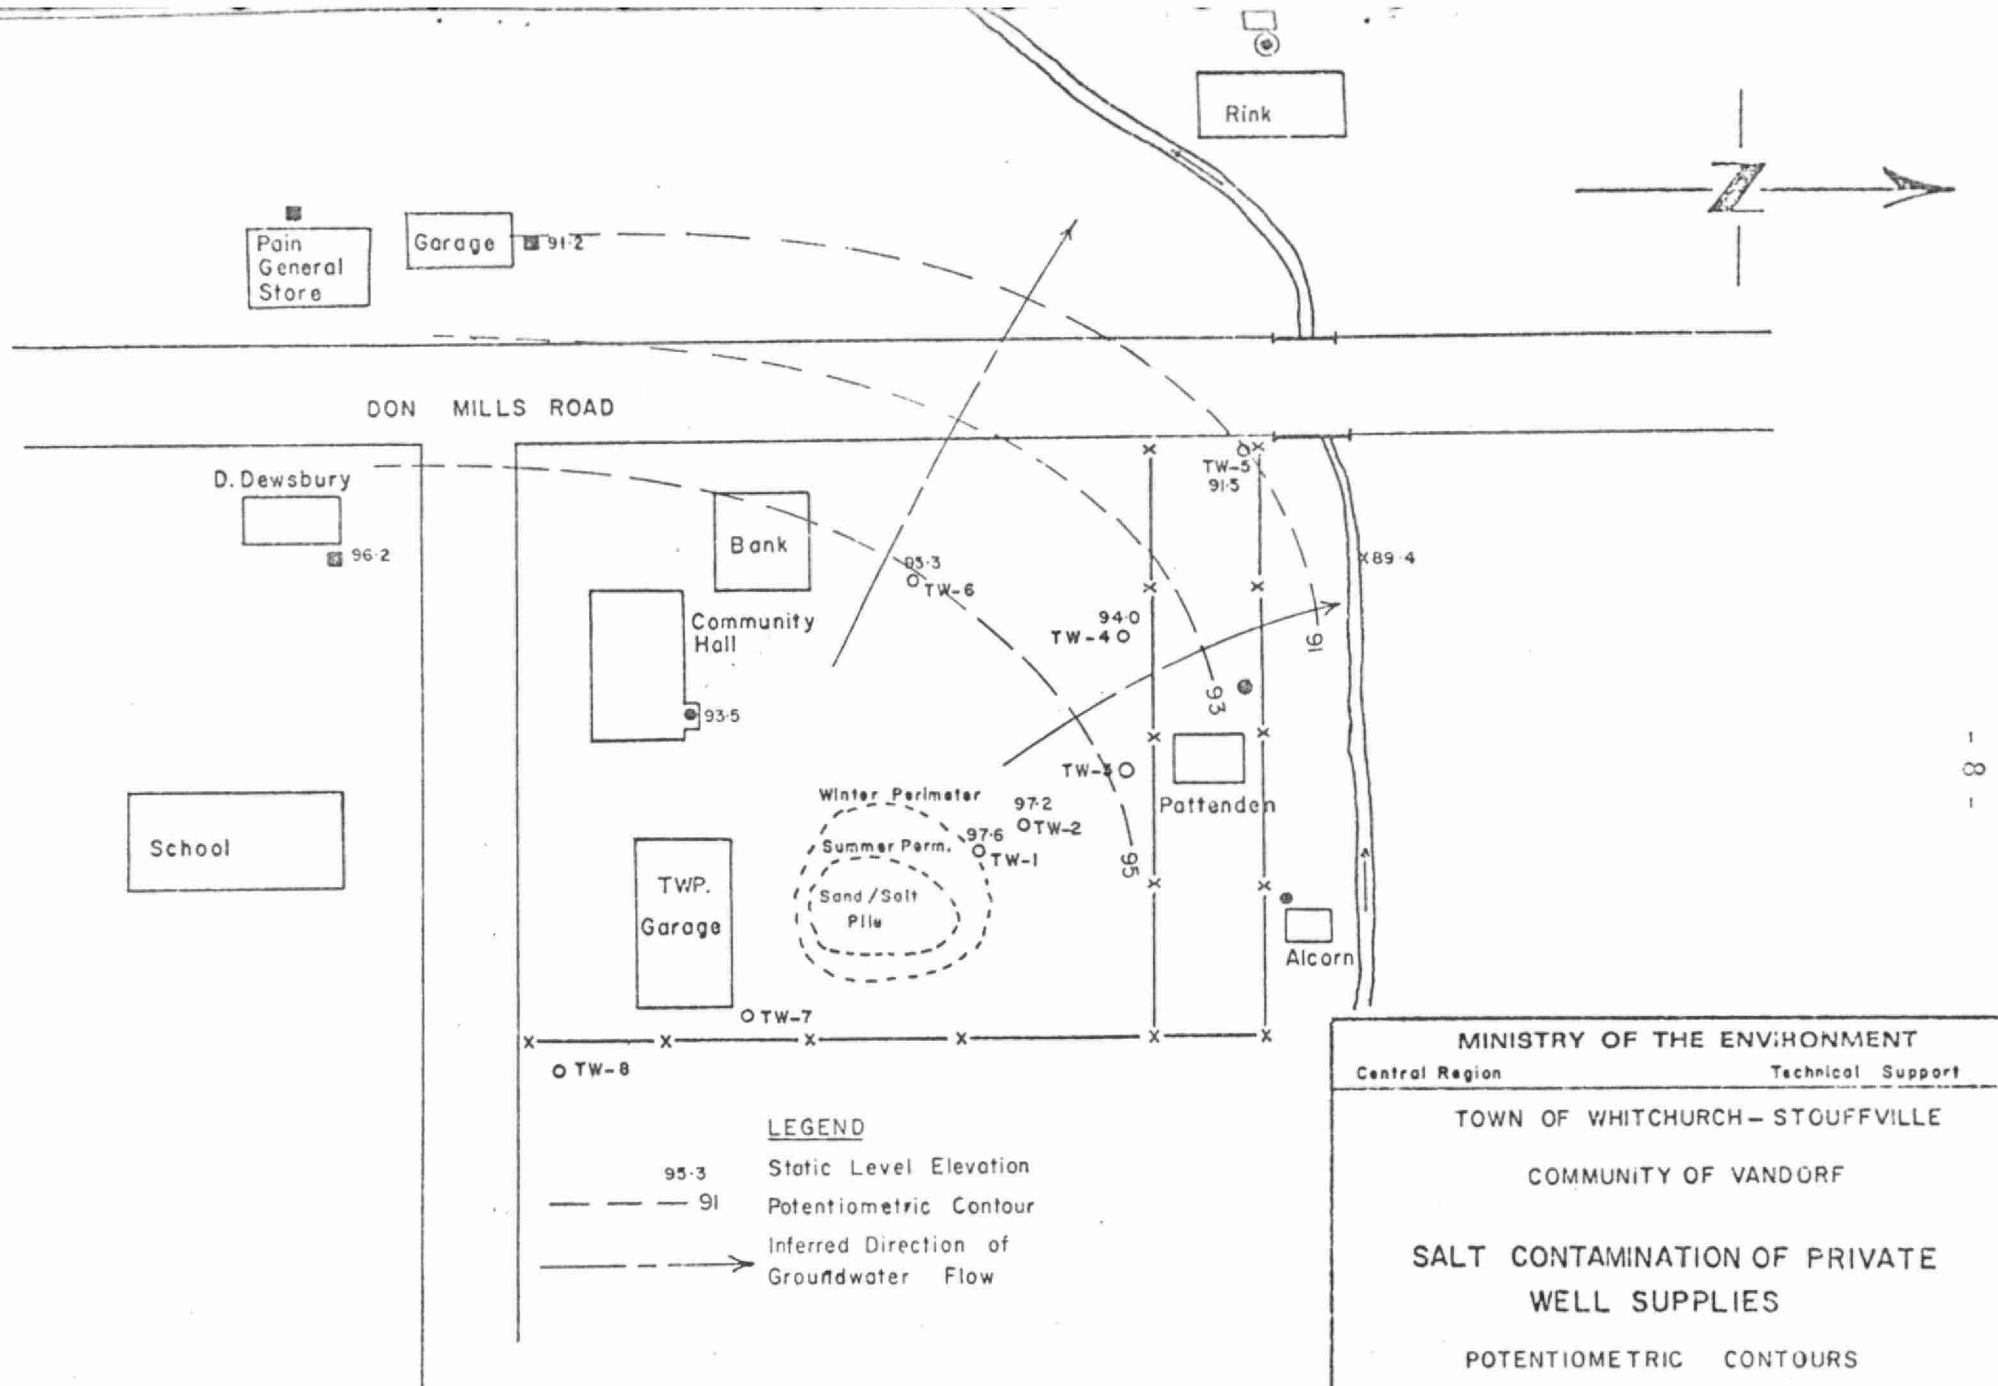 Rink
N
Pain
General
Store
Garage
91·2
DON MILLS ROAD
D. Dewsbury
96·2
Bank
95·3
TW-6
TW-5
91·5
89·4
94·0
TW-4
91
Community
Hall
93·5
93
TW-3
Pattenden
Winter Perimeter
97·2
TW-2
97·6
TW-1
Summer Perm.
95
School
TWP.
Garage
Sand/Salt
Pile
Alcorn
TW-7
TW-8
- 8 -
LEGEND
95·3 Static Level Elevation
91 Potentiometric Contour
Inferred Direction of
Groundwater Flow
MINISTRY OF THE ENVIRONMENT
Central Region Technical Support
TOWN OF WHITCHURCH – STOUFFVILLE
COMMUNITY OF VANDORF
SALT CONTAMINATION OF PRIVATE
WELL SUPPLIES
POTENTIOMETRIC CONTOURS